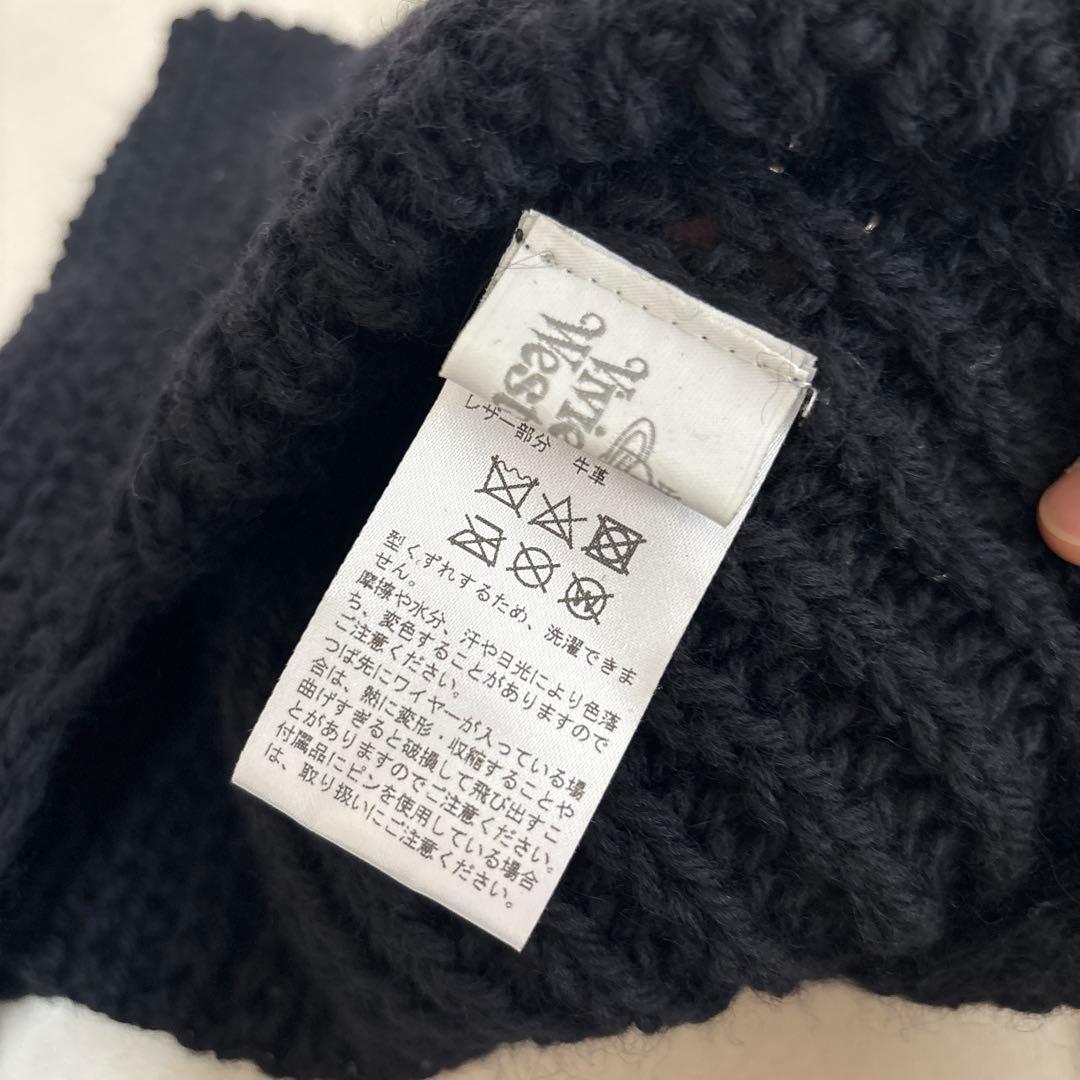 Vivie
West
レザー部分　牛革
型くずれするため、洗濯できま
せん。
摩擦や水分、汗や日光により色落
ち、変色することがありますので
ご注意ください。
つば先にワイヤーが入っている場
合は、熱に変形・収縮することや
曲げすぎると破損して飛び出すこ
とがありますのでご注意ください。
付属品にピンを使用している場合
は、取り扱いにご注意ください。